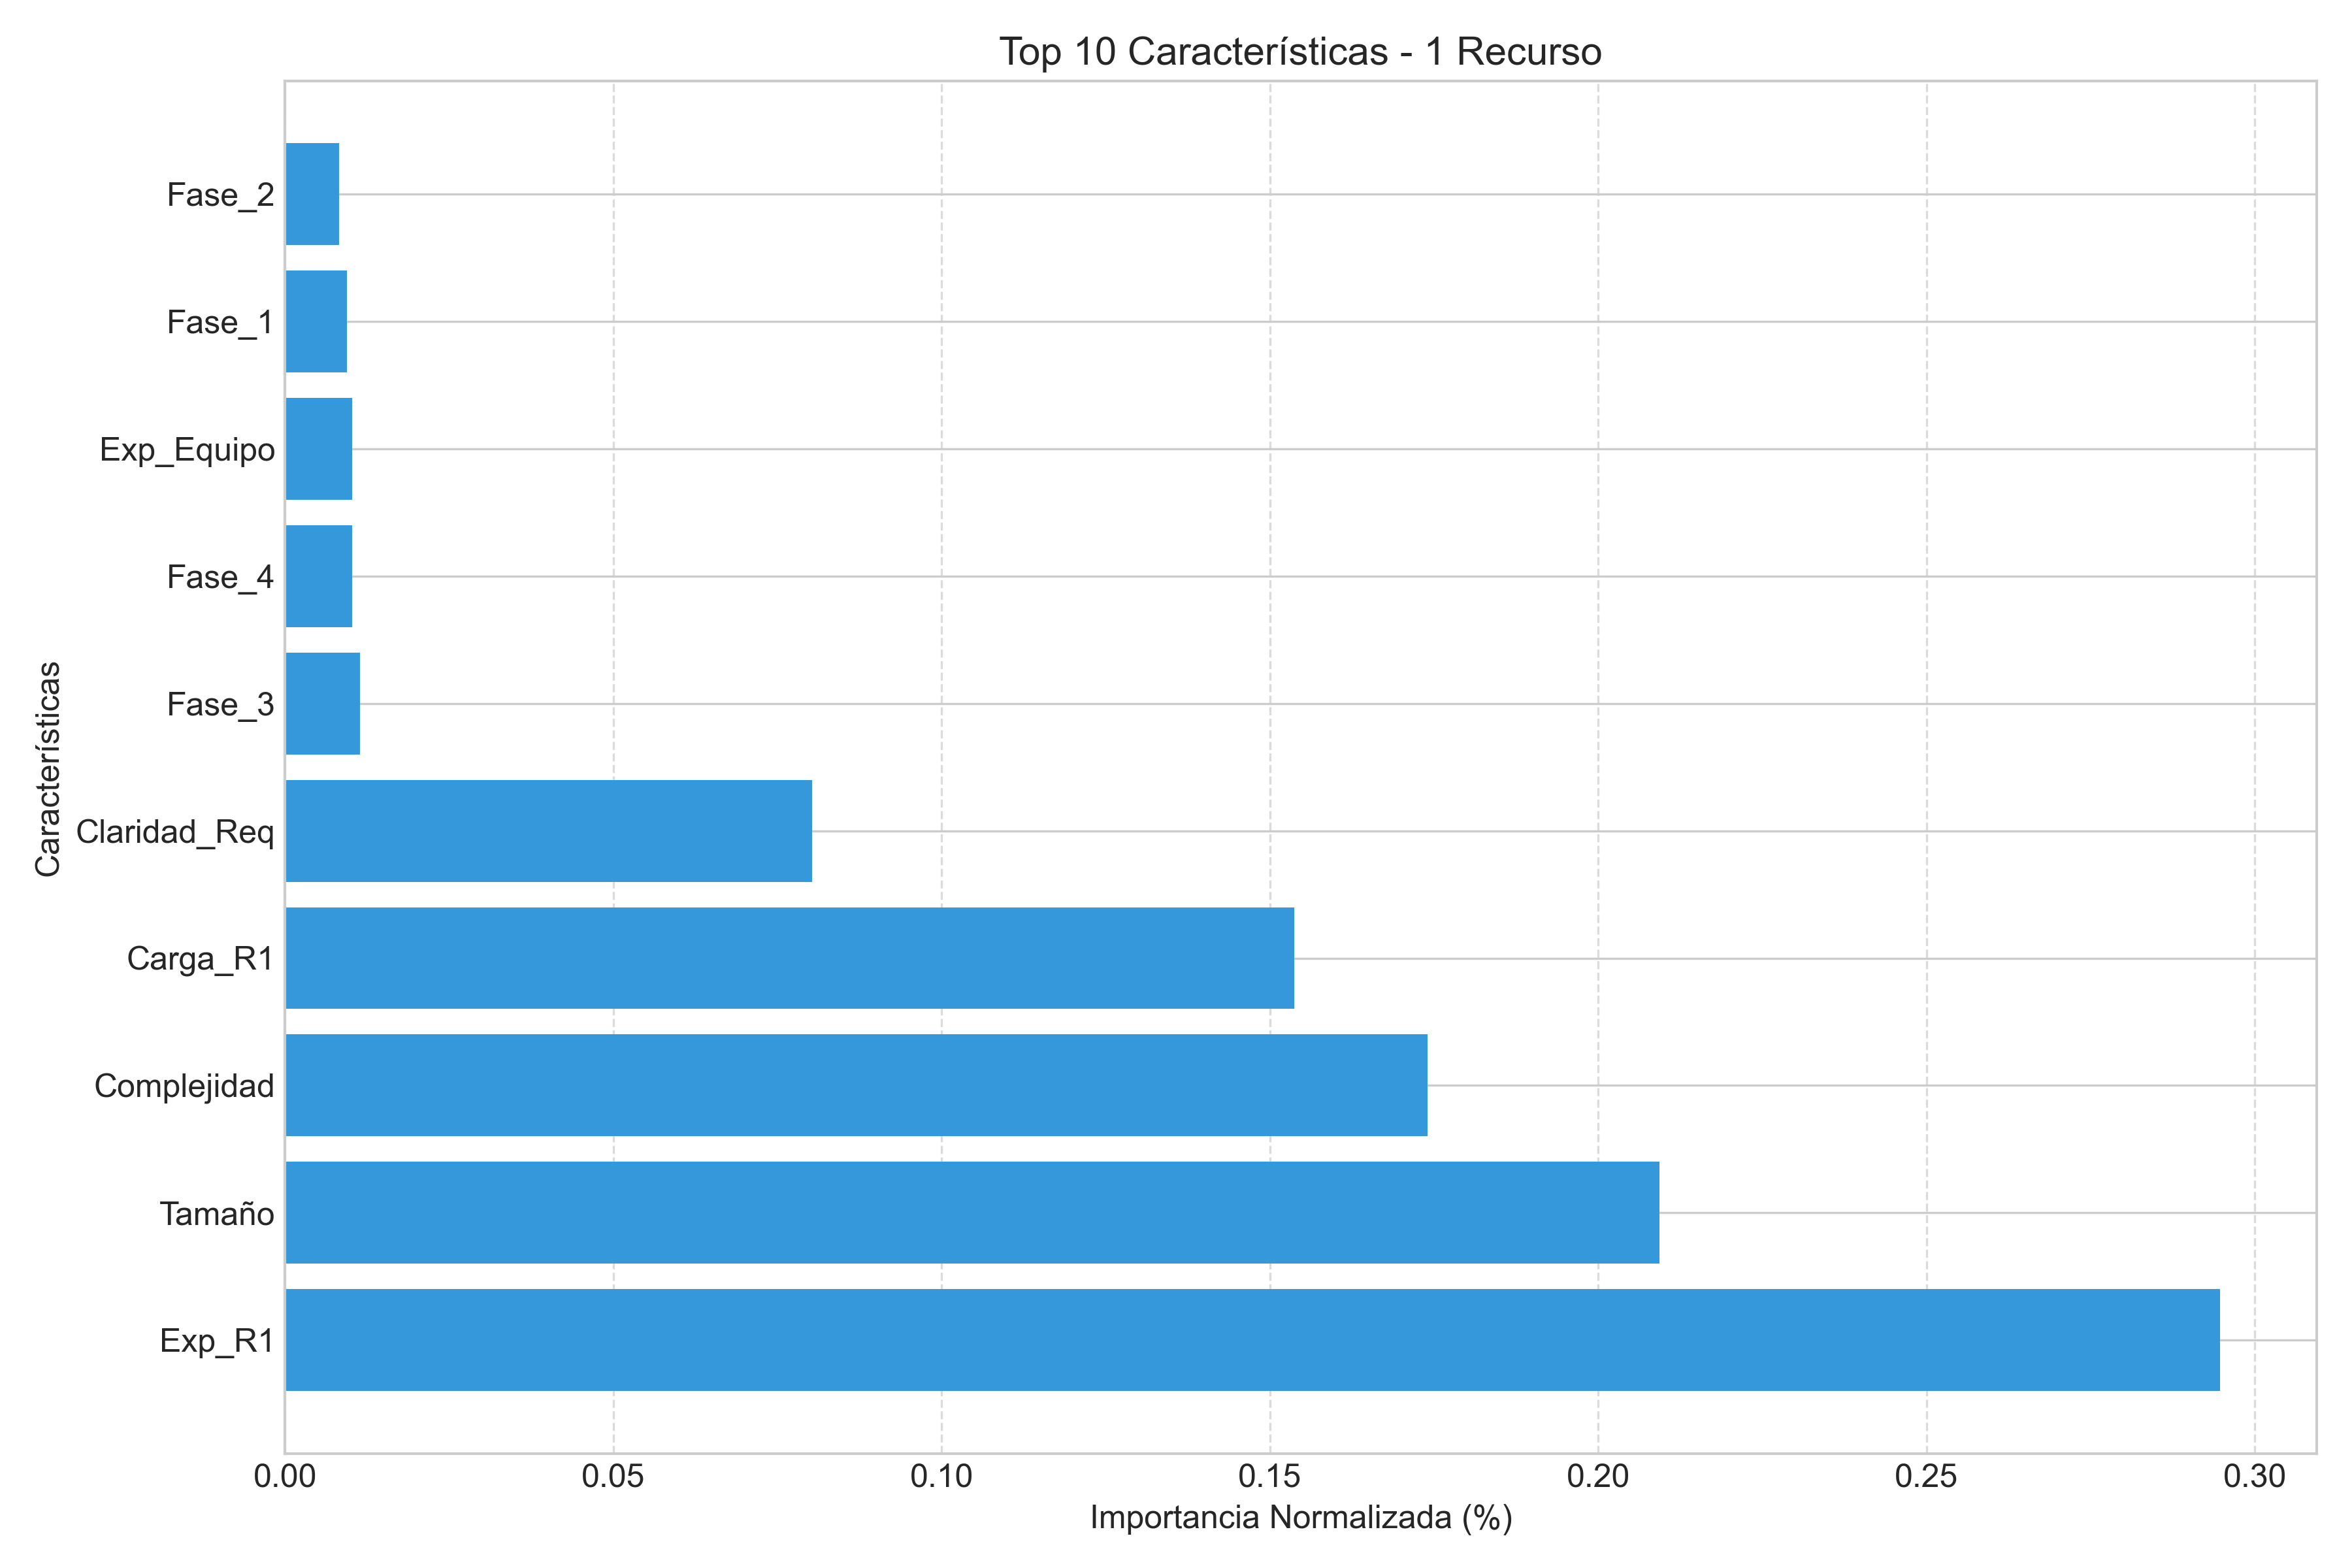 Top 10 Características - 1 Recurso
Características
Fase_2
Fase_1
Exp_Equipo
Fase_4
Fase_3
Claridad_Req
Carga_R1
Complejidad
Tamaño
Exp_R1
0.00 0.05 0.10 0.15 0.20 0.25 0.30
Importancia Normalizada (%)